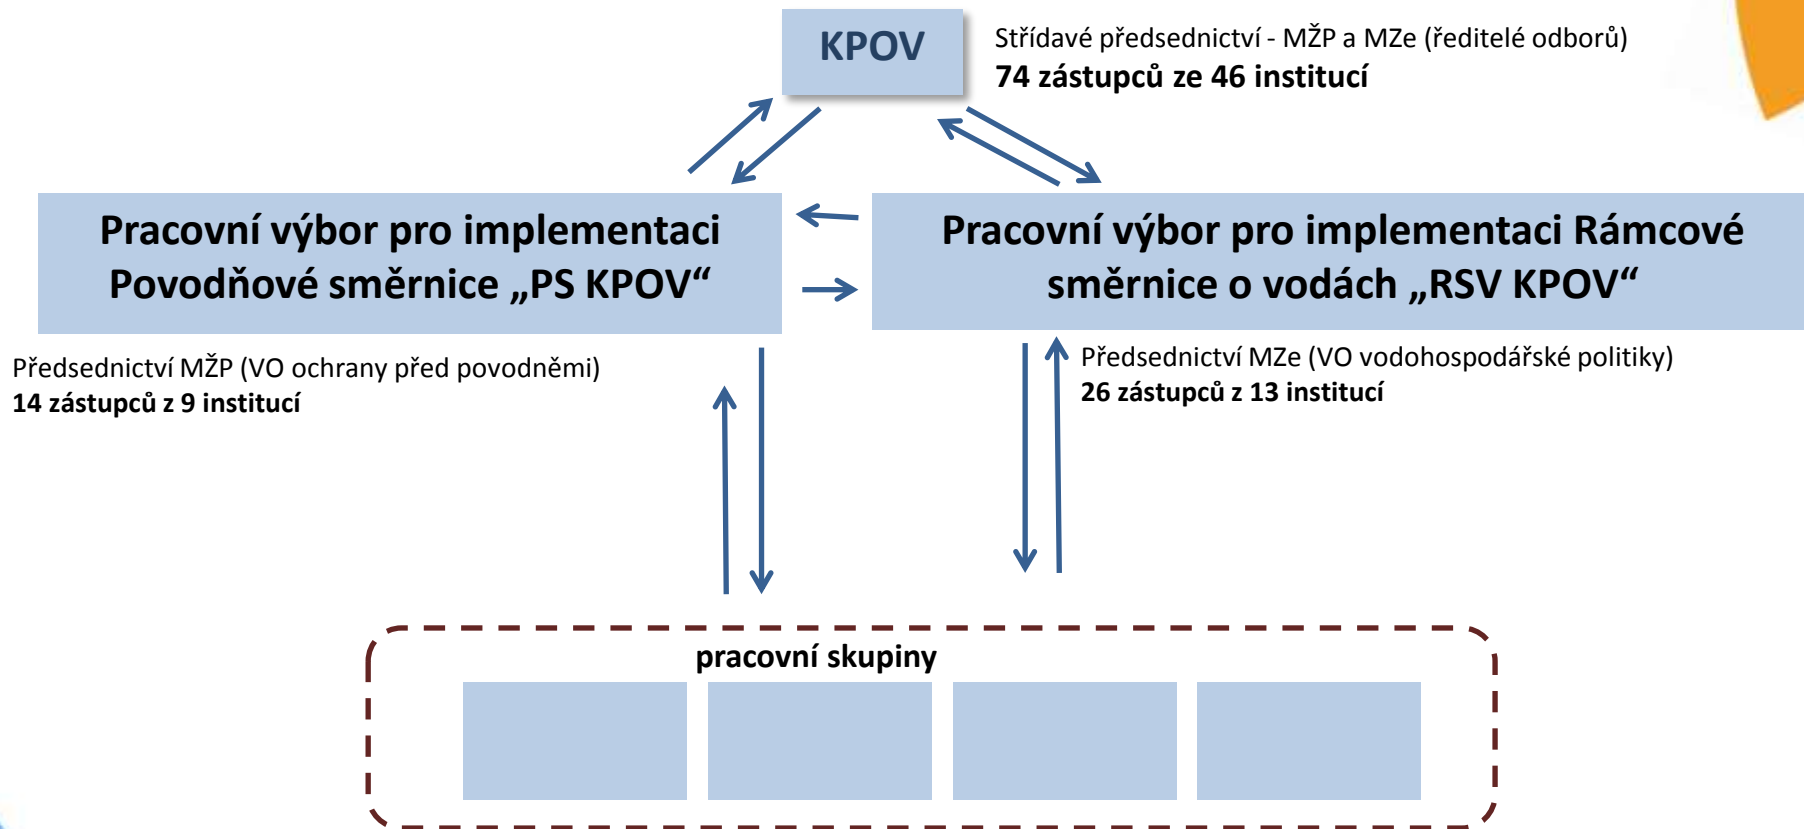 KPOV
Střídavé předsednictví - MŽP a MZe (ředitelé odborů)
74 zástupců ze 46 institucí
Pracovní výbor pro implementaci
Povodňové směrnice „PS KPOV“
Pracovní výbor pro implementaci Rámcové
směrnice o vodách „RSV KPOV“
Předsednictví MŽP (VO ochrany před povodněmi)
14 zástupců z 9 institucí
Předsednictví MZe (VO vodohospodářské politiky)
26 zástupců z 13 institucí
pracovní skupiny